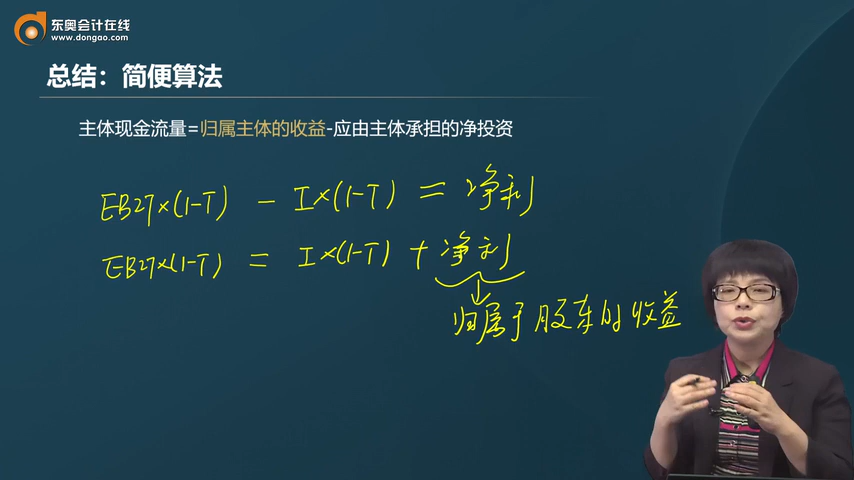 东奥会计在线
www.dongao.com
总结：简便算法
主体现金流量=归属主体的收益-应由主体承担的净投资
EBIT×(1-T) - I×(1-T) = 净利
EBIT×(1-T) = I×(1-T) + 净利
归属于股东的收益